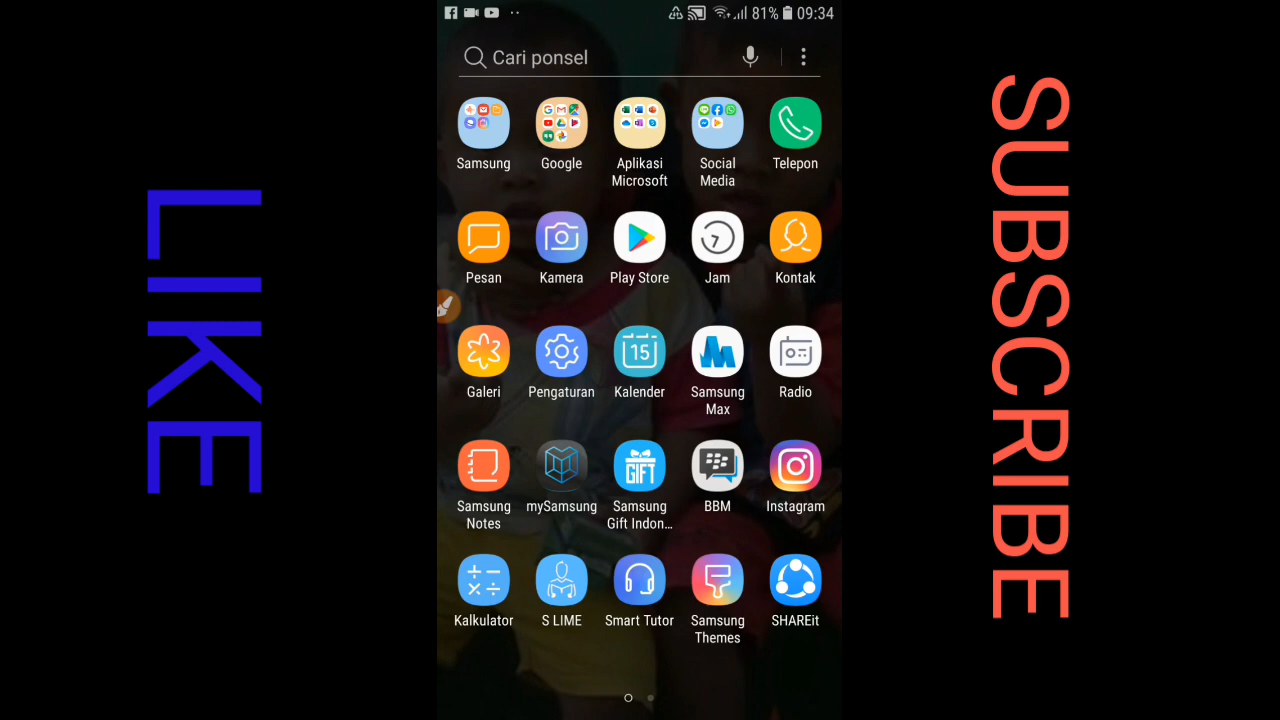 81% 09:34
Cari ponsel
Samsung
Google
Aplikasi
Microsoft
Social
Media
Telepon
Pesan
Kamera
Play Store
Jam
Kontak
Galeri
Pengaturan
15
Kalender
Samsung
Max
Radio
Samsung
Notes
mySamsung
GIFT
Samsung
Gift Indon...
BBM
Instagram
Kalkulator
S LIME
Smart Tutor
Samsung
Themes
SHAREit
LIKE
SUBSCRIBE